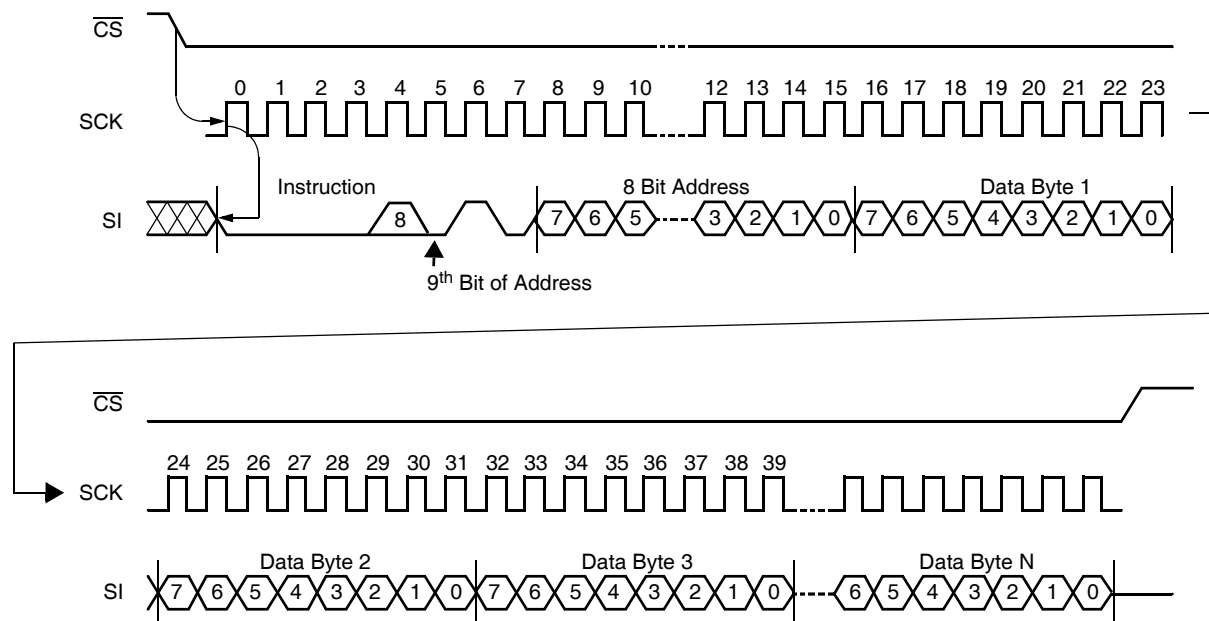 CS
0 1 2 3 4 5 6 7 8 9 10 12 13 14 15 16 17 18 19 20 21 22 23
SCK
Instruction 8 Bit Address Data Byte 1
SI 8 7 6 5 3 2 1 0 7 6 5 4 3 2 1 0
9th Bit of Address
CS
24 25 26 27 28 29 30 31 32 33 34 35 36 37 38 39
SCK
Data Byte 2 Data Byte 3 Data Byte N
SI 7 6 5 4 3 2 1 0 7 6 5 4 3 2 1 0 6 5 4 3 2 1 0